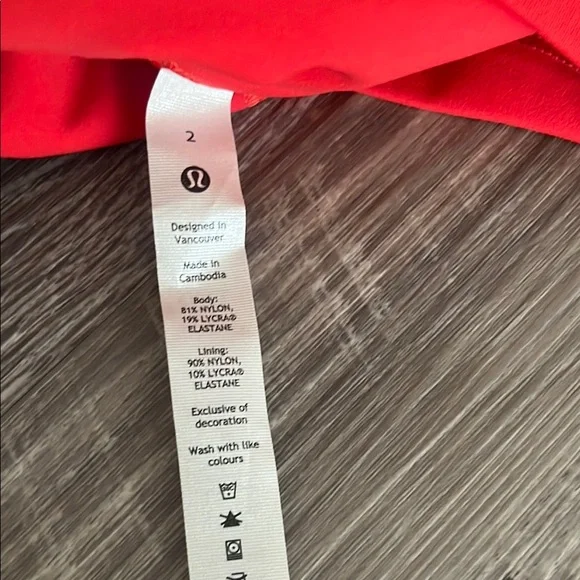 2
Designed in
Vancouver
Made in
Cambodia
Body:
81% NYLON,
19% LYCRA®
ELASTANE
Lining:
90% NYLON,
10% LYCRA®
ELASTANE
Exclusive of
decoration
Wash with like
colours